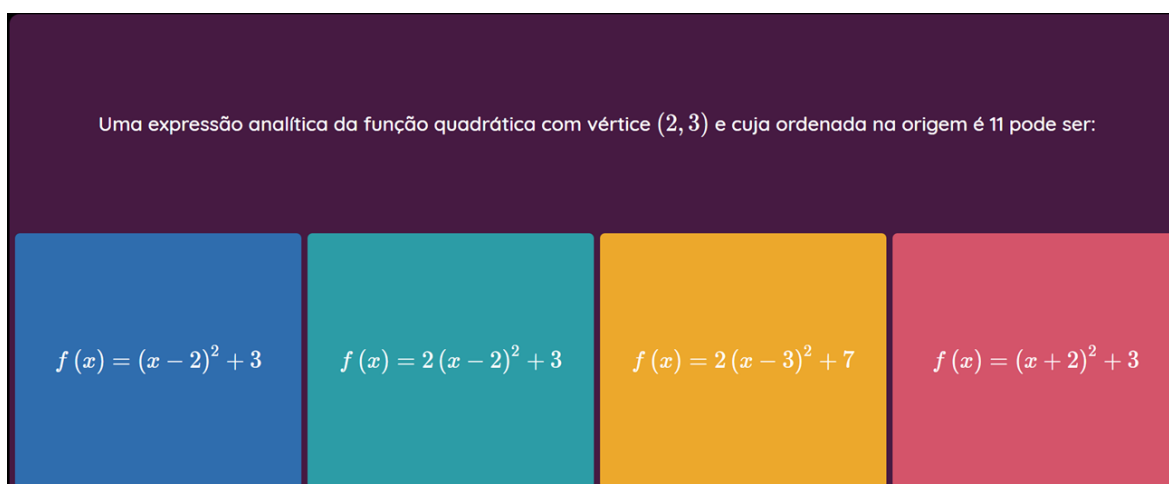 Uma expressão analítica da função quadrática com vértice (2, 3) e cuja ordenada na origem é 11 pode ser:
f (x) = (x − 2)² + 3
f (x) = 2 (x − 2)² + 3
f (x) = 2 (x − 3)² + 7
f (x) = (x + 2)² + 3